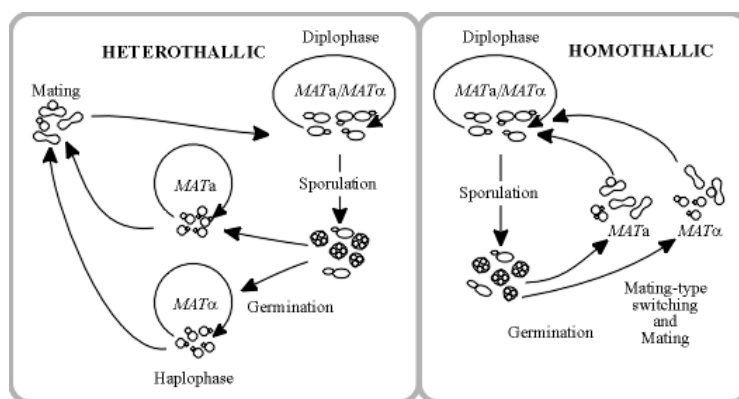 HETEROTHALLIC
Diplophase
Mating
MATa/MATα
MATa
Sporulation
MATα
Germination
Haplophase
Diplophase
HOMOTHALLIC
MATa/MATα
Sporulation
MATa
MATα
Germination
Mating-type
switching
and
Mating